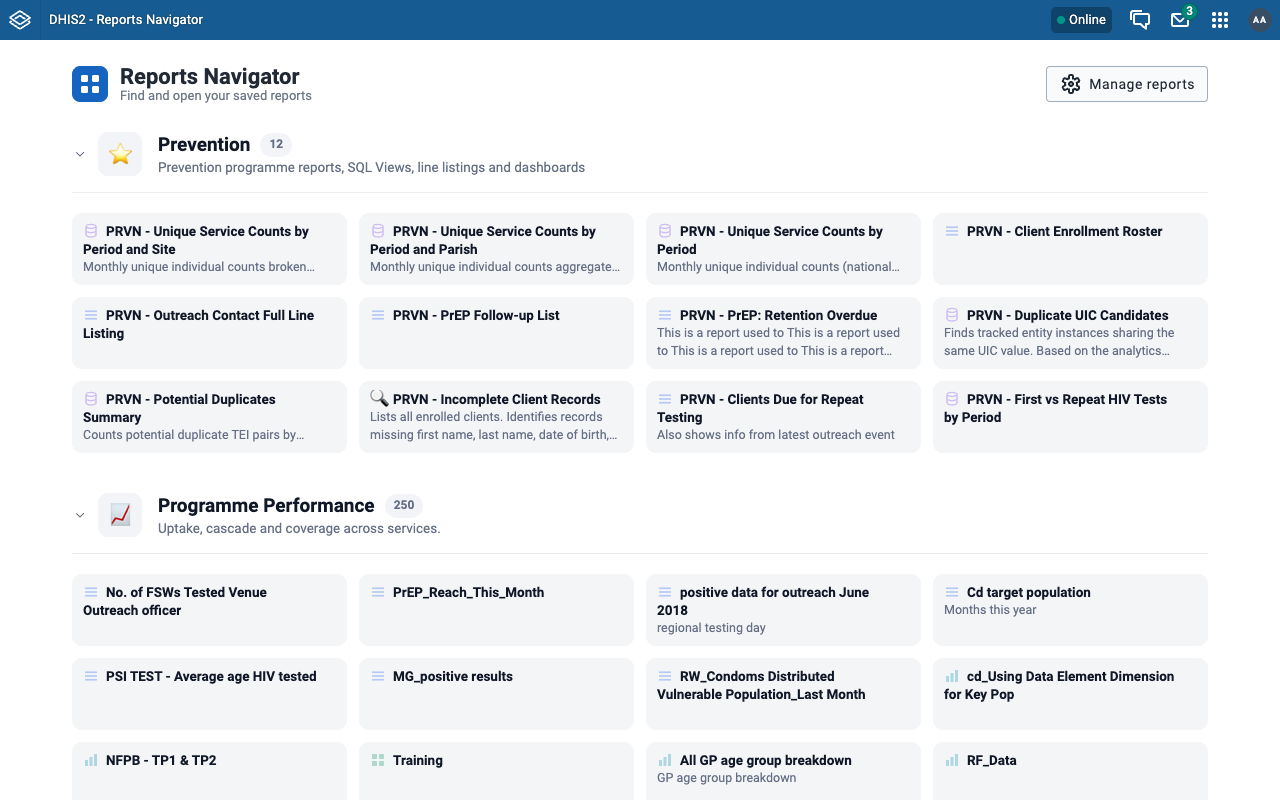 DHIS2 - Reports Navigator
Online
3
AA
Reports Navigator
Find and open your saved reports
Manage reports
Prevention 12
Prevention programme reports, SQL Views, line listings and dashboards
PRVN - Unique Service Counts by
Period and Site
Monthly unique individual counts broken…
PRVN - Unique Service Counts by
Period and Parish
Monthly unique individual counts aggregate…
PRVN - Unique Service Counts by
Period
Monthly unique individual counts (national…
PRVN - Client Enrollment Roster
PRVN - Outreach Contact Full Line
Listing
PRVN - PrEP Follow-up List
PRVN - PrEP: Retention Overdue
This is a report used to This is a report used
to This is a report used to This is a report…
PRVN - Duplicate UIC Candidates
Finds tracked entity instances sharing the
same UIC value. Based on the analytics…
PRVN - Potential Duplicates
Summary
Counts potential duplicate TEI pairs by…
PRVN - Incomplete Client Records
Lists all enrolled clients. Identifies records
missing first name, last name, date of birth,…
PRVN - Clients Due for Repeat
Testing
Also shows info from latest outreach event
PRVN - First vs Repeat HIV Tests
by Period
Programme Performance 250
Uptake, cascade and coverage across services.
No. of FSWs Tested Venue
Outreach officer
PrEP_Reach_This_Month
positive data for outreach June
2018
regional testing day
Cd target population
Months this year
PSI TEST - Average age HIV tested
MG_positive results
RW_Condoms Distributed
Vulnerable Population_Last Month
cd_Using Data Element Dimension
for Key Pop
NFPB - TP1 & TP2
Training
All GP age group breakdown
GP age group breakdown
RF_Data